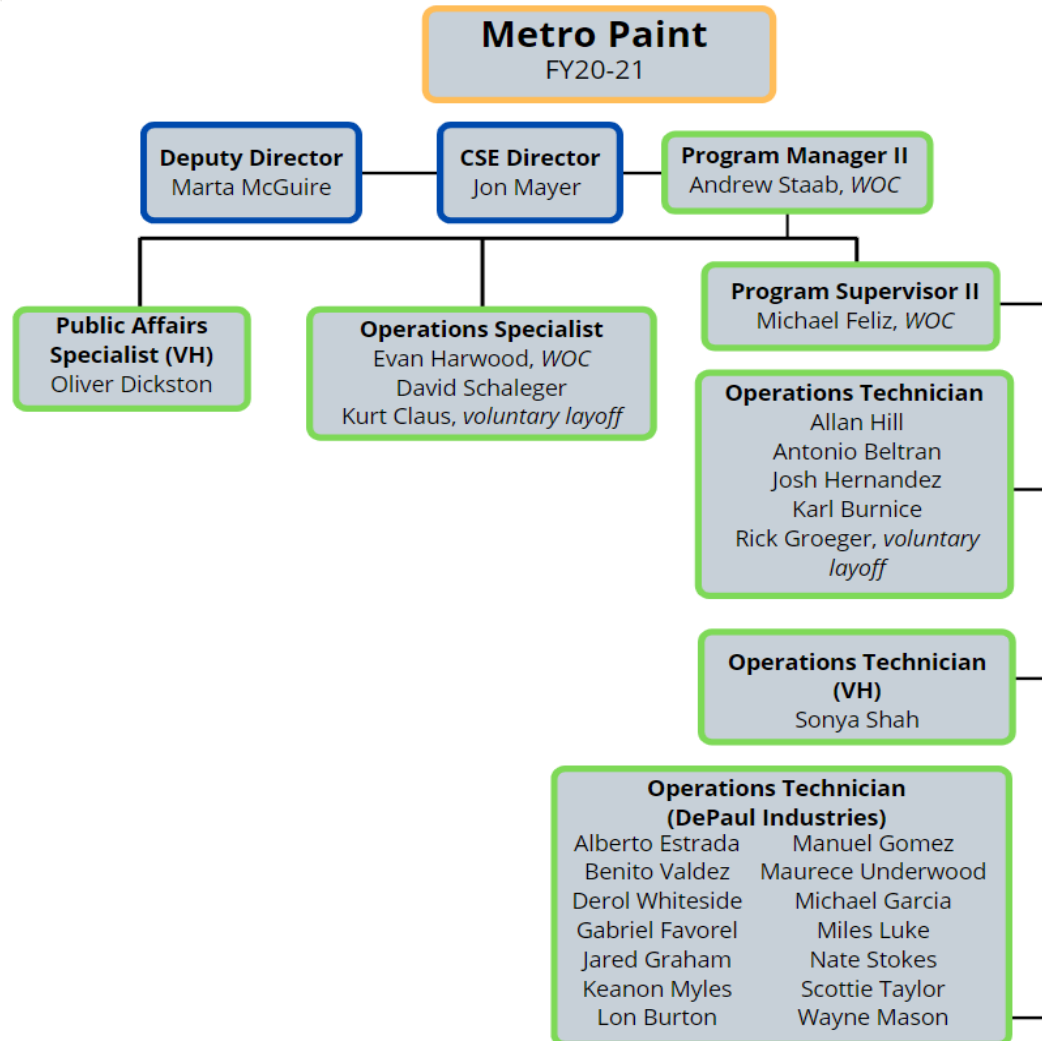 Metro Paint
FY20-21
Deputy Director
Marta McGuire
CSE Director
Jon Mayer
Program Manager II
Andrew Staab, WOC
Public Affairs
Specialist (VH)
Oliver Dickston
Operations Specialist
Evan Harwood, WOC
David Schaleger
Kurt Claus, voluntary layoff
Program Supervisor II
Michael Feliz, WOC
Operations Technician
Allan Hill
Antonio Beltran
Josh Hernandez
Karl Burnice
Rick Groeger, voluntary
layoff
Operations Technician
(VH)
Sonya Shah
Operations Technician
(DePaul Industries)
Alberto Estrada
Benito Valdez
Derol Whiteside
Gabriel Favorel
Jared Graham
Keanon Myles
Lon Burton
Manuel Gomez
Maurece Underwood
Michael Garcia
Miles Luke
Nate Stokes
Scottie Taylor
Wayne Mason